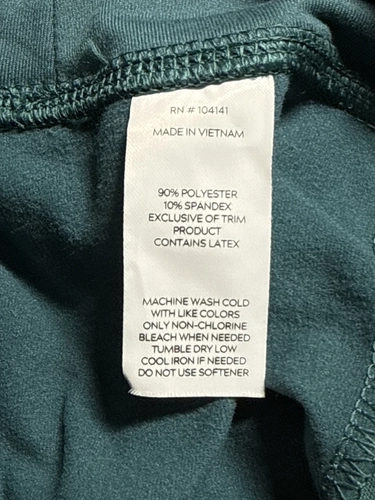 RN # 104141
MADE IN VIETNAM
90% POLYESTER
10% SPANDEX
EXCLUSIVE OF TRIM
PRODUCT
CONTAINS LATEX
MACHINE WASH COLD
WITH LIKE COLORS
ONLY NON-CHLORINE
BLEACH WHEN NEEDED
TUMBLE DRY LOW
COOL IRON IF NEEDED
DO NOT USE SOFTENER